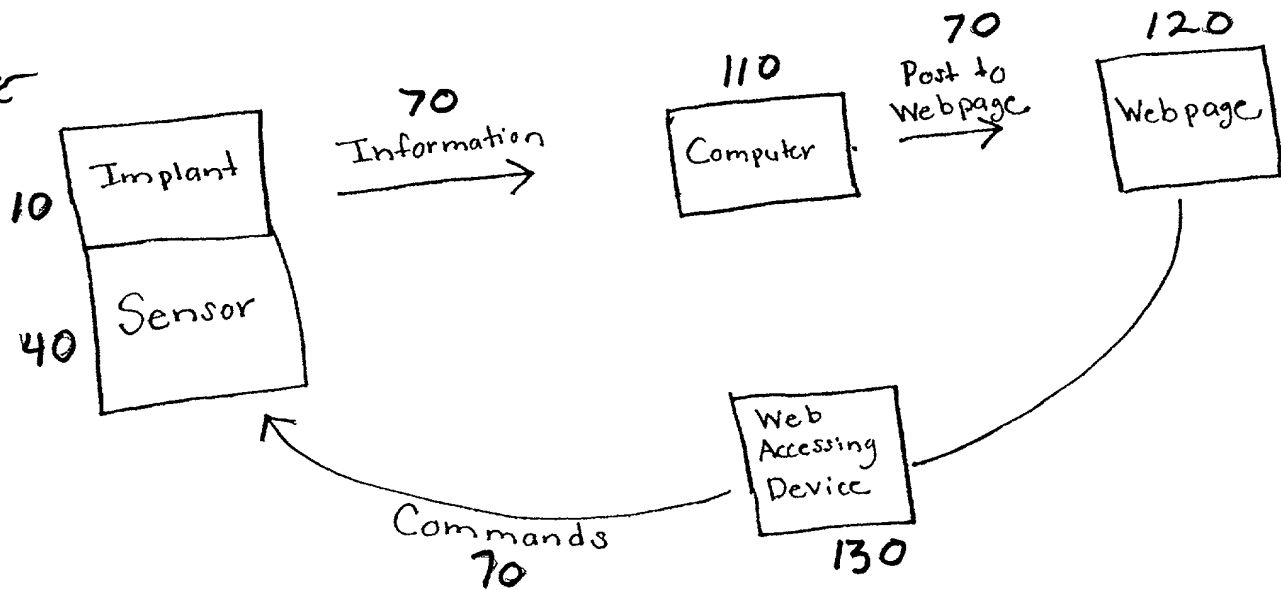 70
120
110
Post to
Webpage
70
Webpage
Information
Computer
Implant
10
Sensor
40
Web
Accessing
Device
Commands
70
130